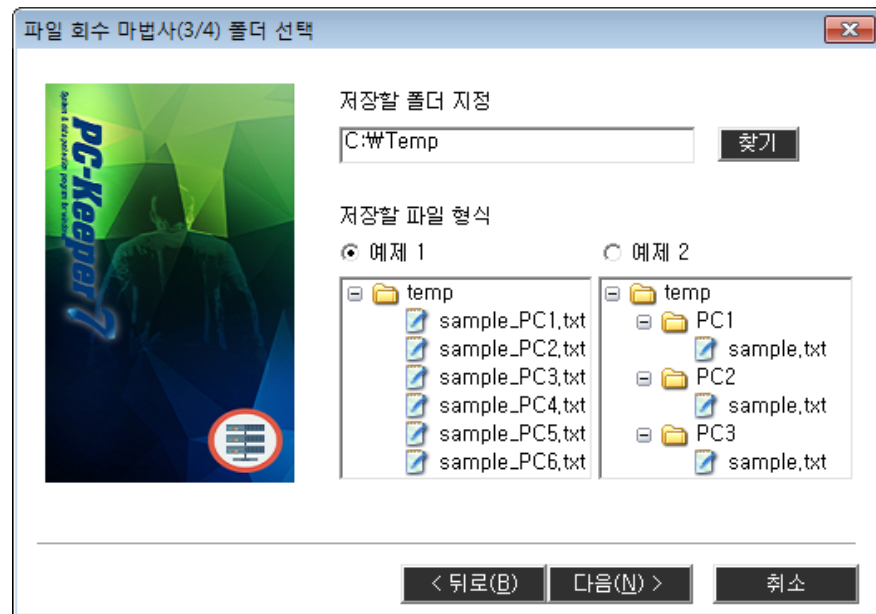 파일 회수 마법사(3/4) 폴더 선택
PC-Keeper 7
저장할 폴더 지정
C:₩Temp
찾기
저장할 파일 형식
예제 1
예제 2
temp
sample_PC1.txt
sample_PC2.txt
sample_PC3.txt
sample_PC4.txt
sample_PC5.txt
sample_PC6.txt
temp
PC1
sample.txt
PC2
sample.txt
PC3
sample.txt
< 뒤로(B)
다음(N) >
취소